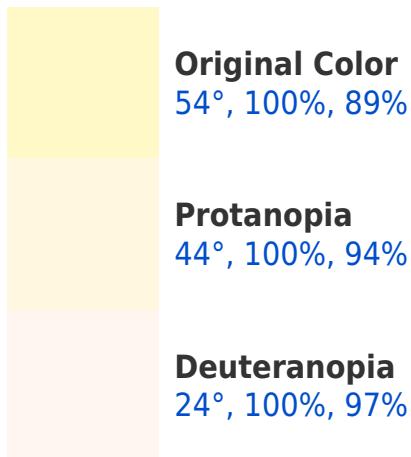 Original Color
54°, 100%, 89%
Protanopia
44°, 100%, 94%
Deuteranopia
24°, 100%, 97%